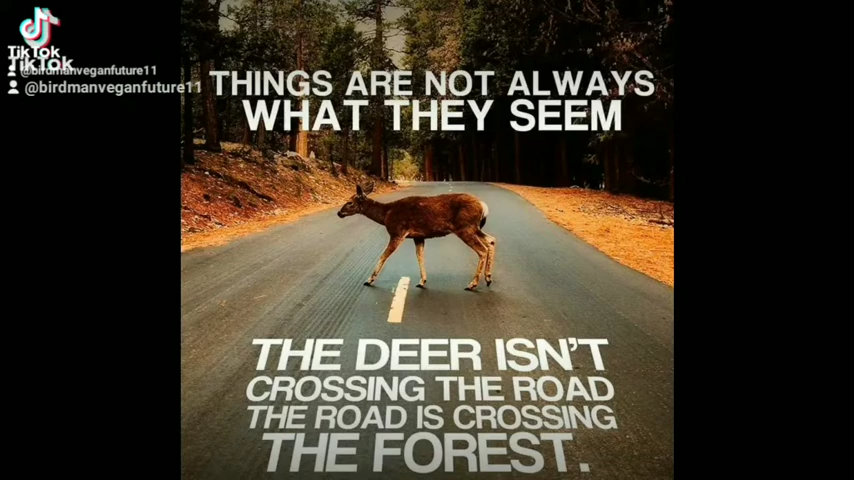 TikTok
TikTok
@birdmanveganfuture11
@birdmanveganfuture11
THINGS ARE NOT ALWAYS
WHAT THEY SEEM
THE DEER ISN'T
CROSSING THE ROAD
THE ROAD IS CROSSING
THE FOREST.